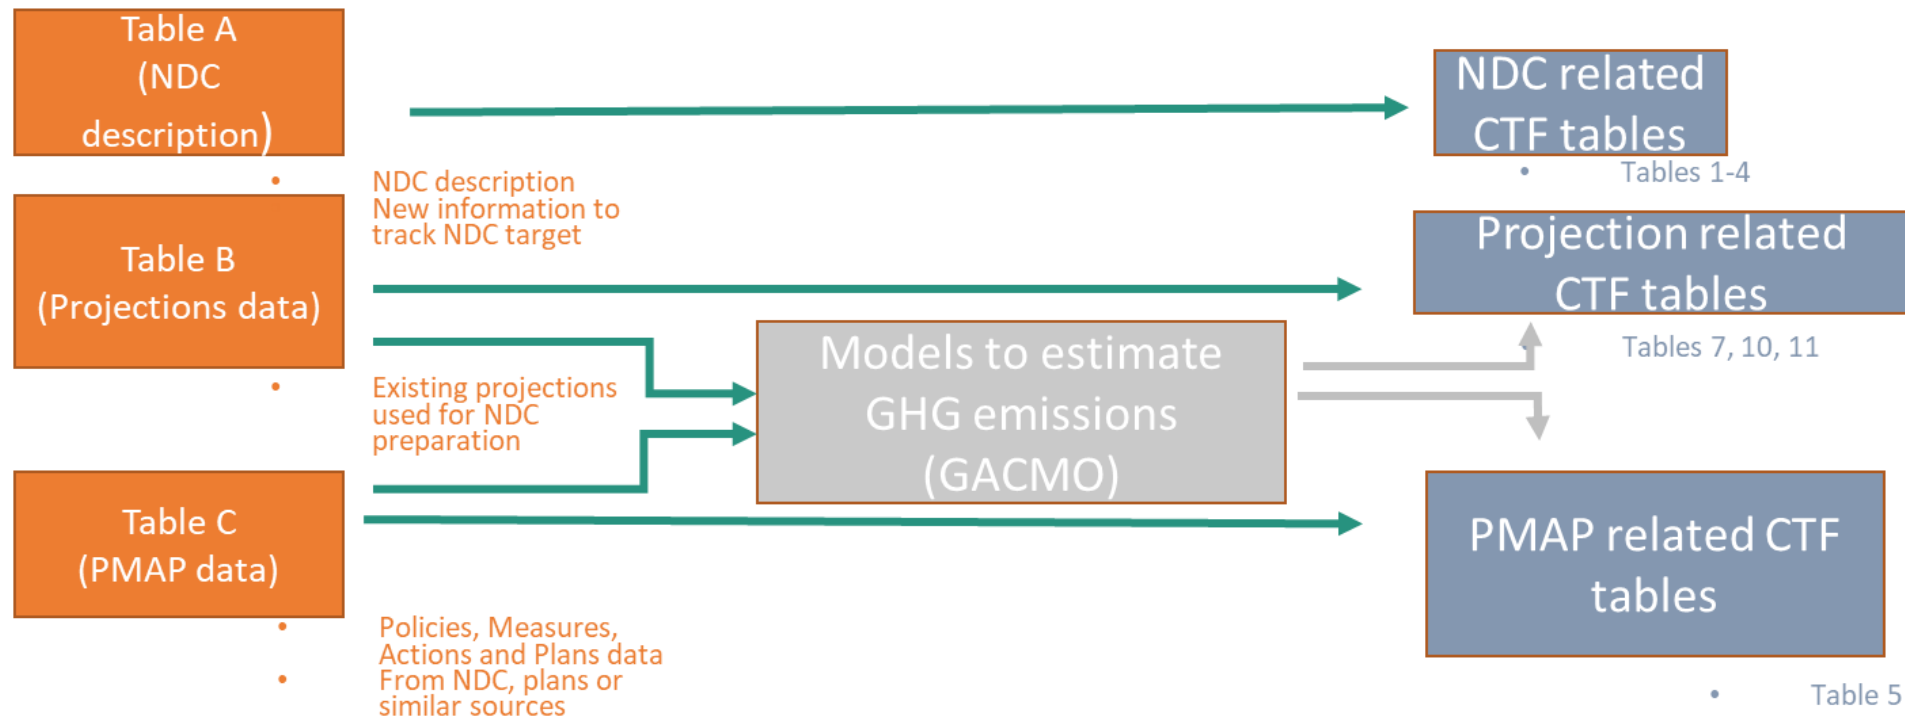 Table A
(NDC
description)
NDC related
CTF tables
• Tables 1-4
• NDC description
New information to
track NDC target
Table B
(Projections data)
Projection related
CTF tables
• Tables 7, 10, 11
• Existing projections
used for NDC
preparation
Models to estimate
GHG emissions
(GACMO)
Table C
(PMAP data)
PMAP related CTF
tables
• Policies, Measures,
Actions and Plans data
• From NDC, plans or
similar sources
• Table 5